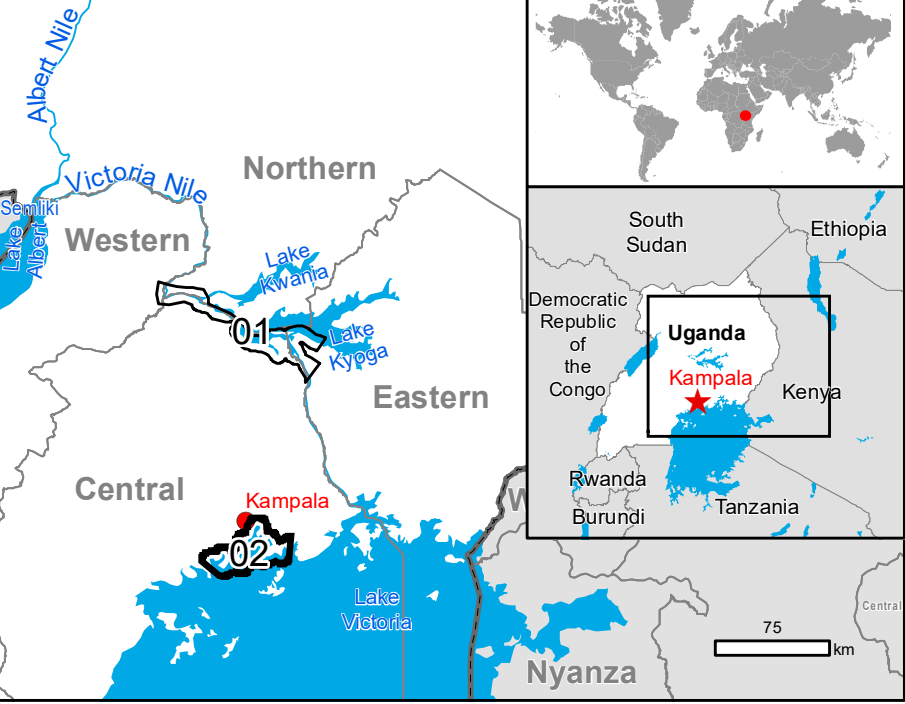 Albert Nile
Victoria Nile
Northern
Semliki
Lake
Albert
Western
Lake
Kwania
01
Lake
Kyoga
Eastern
Central
Kampala
02
Lake
Victoria
W
Nyanza
Central
75
km
South
Sudan
Ethiopia
Democratic
Republic
of
the
Congo
Uganda
Kampala
Kenya
Rwanda
Burundi
Tanzania